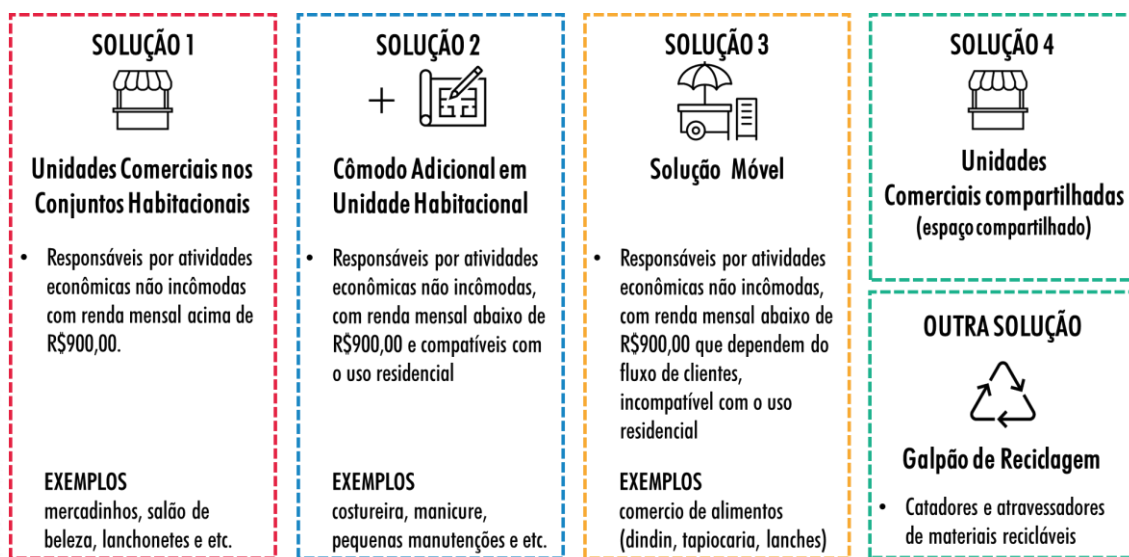 SOLUÇÃO 1
Unidades Comerciais nos
Conjuntos Habitacionais
• Responsáveis por atividades
econômicas não incômodas
com renda mensal acima de
R$900,00.
EXEMPLOS
mercadinhos, salão de
beleza, lanchonetes e etc.
SOLUÇÃO 2
+
Cômodo Adicional em
Unidade Habitacional
• Responsáveis por atividades
econômicas não incômodas,
com renda mensal abaixo de
R$900,00 e compatíveis com
o uso residencial
EXEMPLOS
costureira, manicure,
pequenas manutenções e etc.
SOLUÇÃO 3
Solução Móvel
• Responsáveis por atividades
econômicas não incômodas,
com renda mensal abaixo de
R$900,00 que dependem do
fluxo de clientes,
incompatível com o uso
residencial
EXEMPLOS
comercio de alimentos
(dindin, tapiocaria, lanches)
SOLUÇÃO 4
Unidades
Comerciais compartilhadas
(espaço compartilhado)
OUTRA SOLUÇÃO
Galpão de Reciclagem
• Catadores e atravessadores
de materiais recicláveis